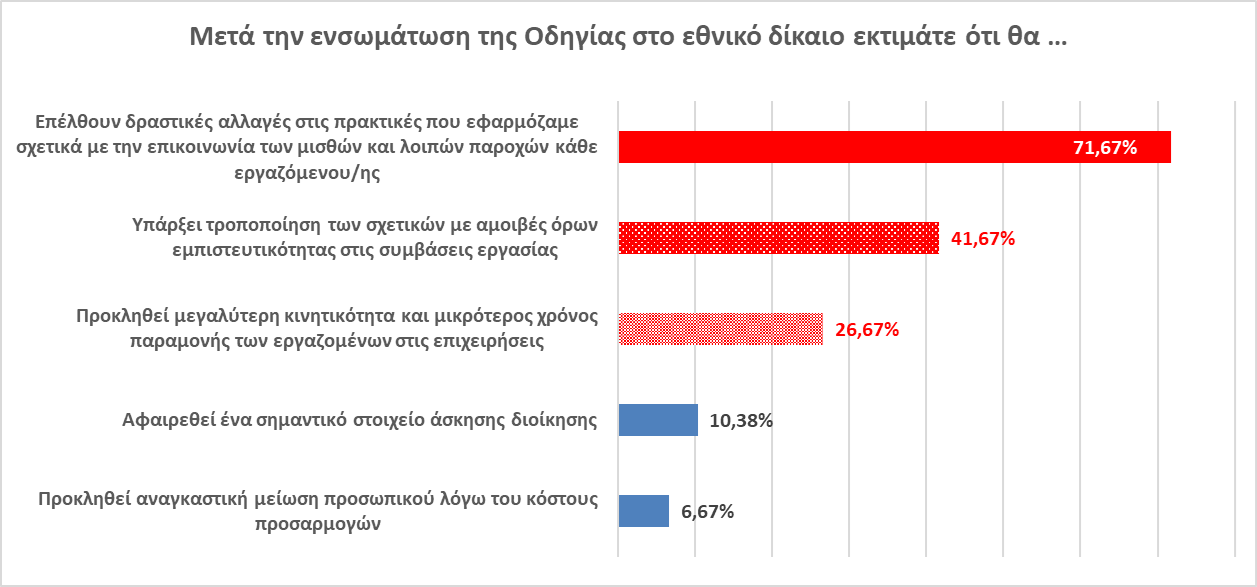 Μετά την ενσωμάτωση της Οδηγίας στο εθνικό δίκαιο εκτιμάτε ότι θα ...
Επέλθουν δραστικές αλλαγές στις πρακτικές που εφαρμόζαμε
σχετικά με την επικοινωνία των μισθών και λοιπών παροχών κάθε
εργαζόμενου/ης
71,67%
Υπάρξει τροποποίηση των σχετικών με αμοιβές όρων
εμπιστευτικότητας στις συμβάσεις εργασίας
41,67%
Προκληθεί μεγαλύτερη κινητικότητα και μικρότερος χρόνος
παραμονής των εργαζομένων στις επιχειρήσεις
26,67%
Αφαιρεθεί ένα σημαντικό στοιχείο άσκησης διοίκησης
10,38%
Προκληθεί αναγκαστική μείωση προσωπικού λόγω του κόστους
προσαρμογών
6,67%